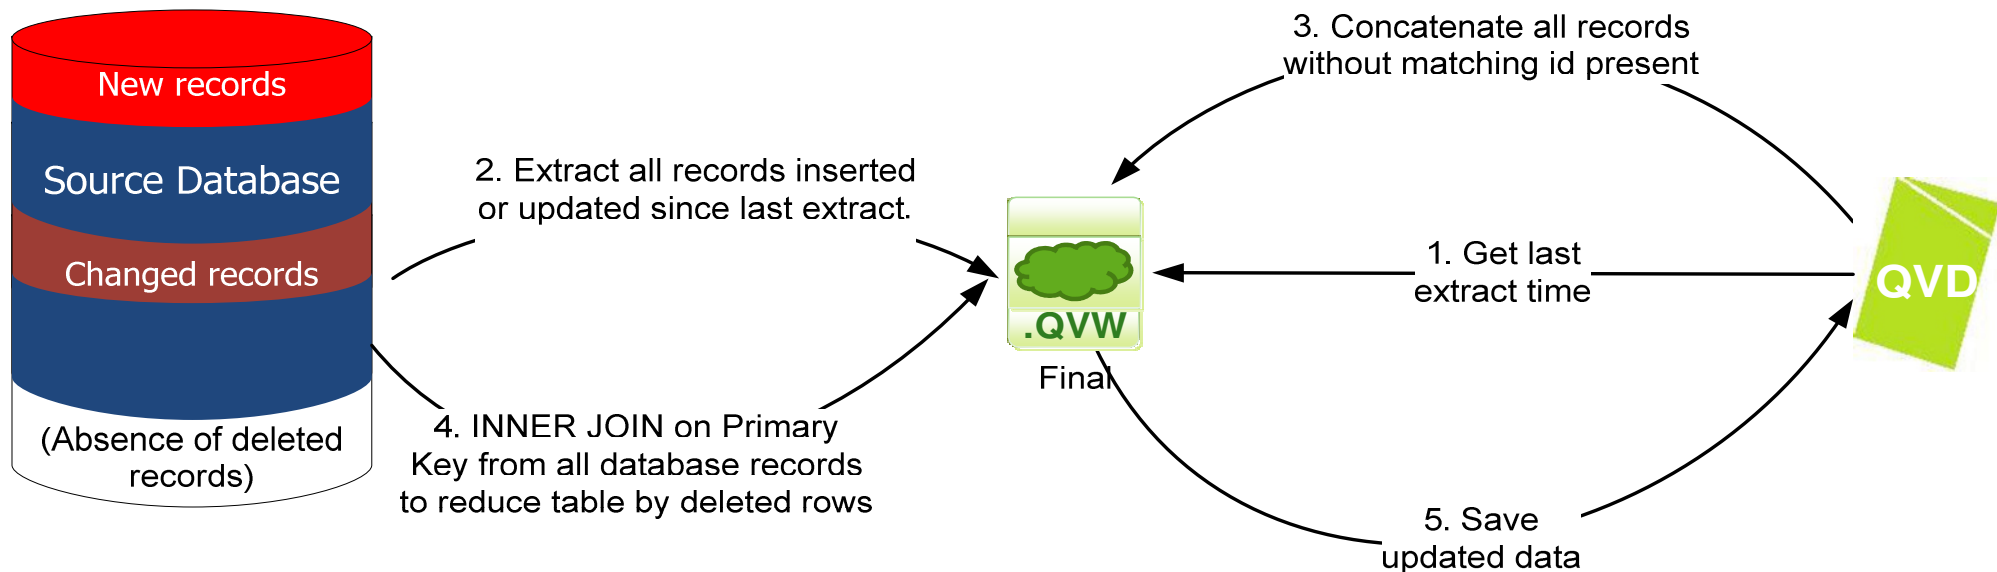 New records
Source Database
Changed records
(Absence of deleted
records)
2. Extract all records inserted
or updated since last extract.
4. INNER JOIN on Primary
Key from all database records
to reduce table by deleted rows
3. Concatenate all records
without matching id present
.QVW
Final
1. Get last
extract time
QVD
5. Save
updated data